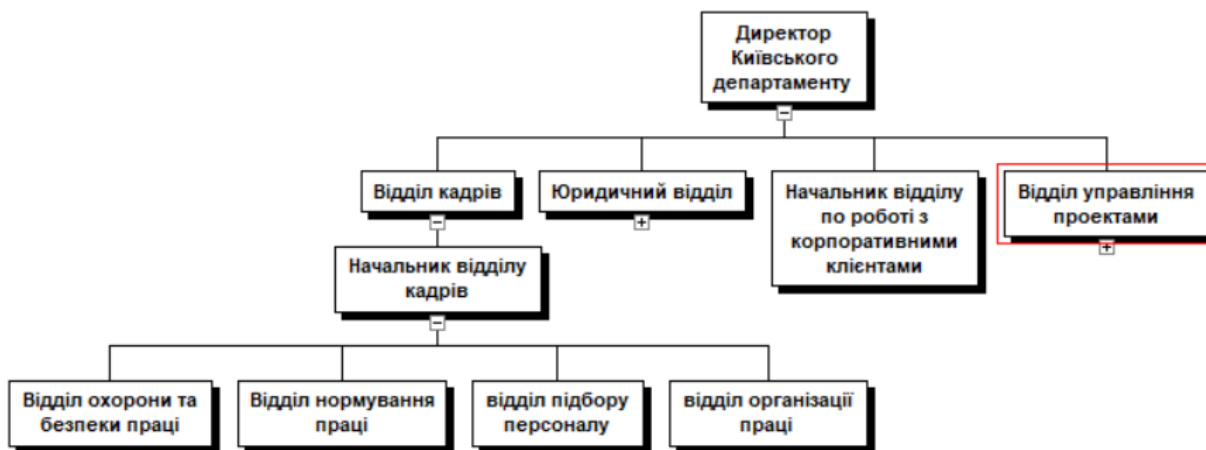 Директор
Київського
департаменту
Відділ кадрів
Юридичний відділ
Начальник відділу
по роботі з
корпоративними
клієнтами
Відділ управління
проектами
Начальник відділу
кадрів
Відділ охорони та
безпеки праці
Відділ нормування
праці
відділ підбору
персоналу
відділ організації
праці